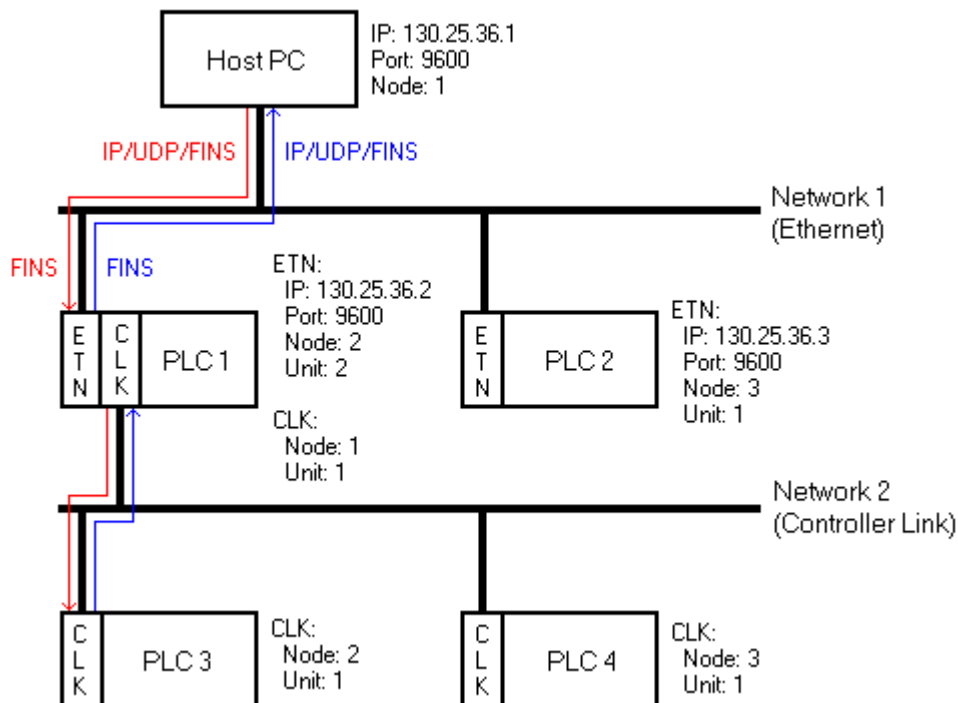 Host PC
IP: 130.25.36.1
Port: 9600
Node: 1
IP/UDP/FINS
IP/UDP/FINS
Network 1
(Ethernet)
FINS
FINS
ETN
CLK
PLC 1
ETN:
IP: 130.25.36.2
Port: 9600
Node: 2
Unit: 2
CLK:
Node: 1
Unit: 1
ETN
PLC 2
ETN:
IP: 130.25.36.3
Port: 9600
Node: 3
Unit: 1
Network 2
(Controller Link)
CLK
PLC 3
CLK:
Node: 2
Unit: 1
CLK
PLC 4
CLK:
Node: 3
Unit: 1